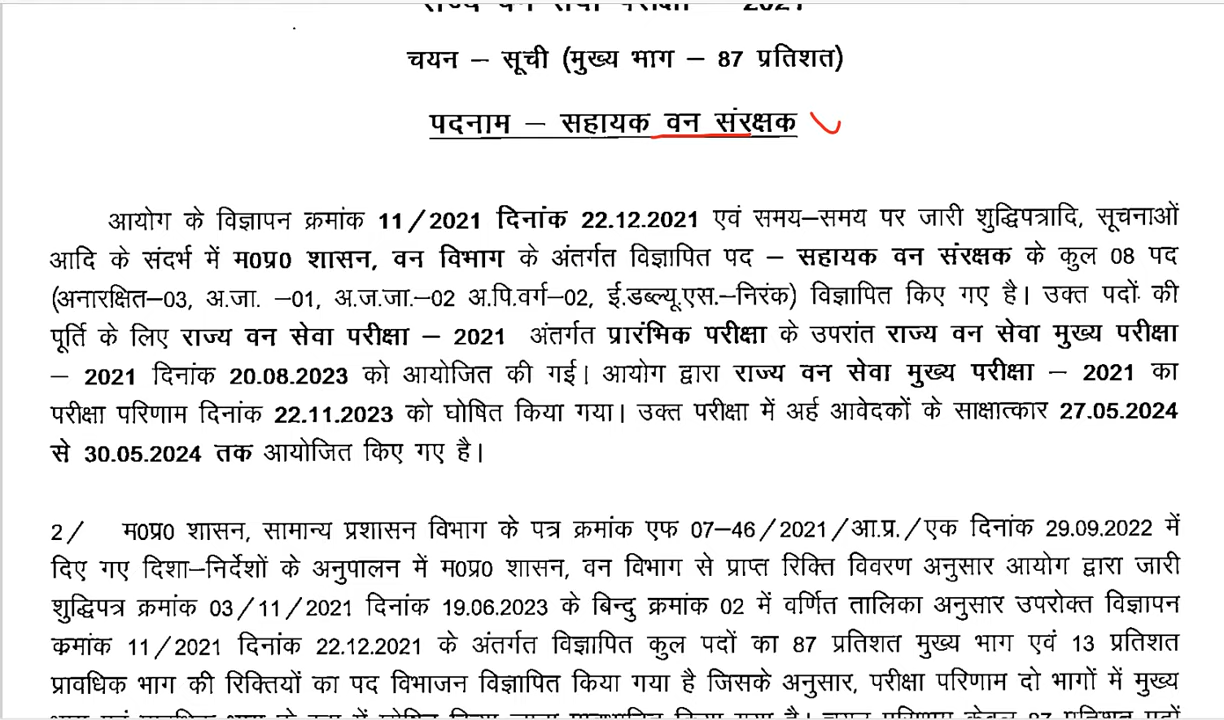 राज्य वन सेवा परीक्षा – 2021
चयन – सूची (मुख्य भाग – 87 प्रतिशत)
पदनाम – सहायक वन संरक्षक
आयोग के विज्ञापन क्रमांक 11/2021 दिनांक 22.12.2021 एवं समय–समय पर जारी शुद्धिपत्रादि, सूचनाओं
आदि के संदर्भ में म0प्र0 शासन, वन विभाग के अंतर्गत विज्ञापित पद – सहायक वन संरक्षक के कुल 08 पद
(अनारक्षित–03, अ.जा. –01, अ.ज.जा.–02 अ.पि.वर्ग–02, ई.डब्ल्यू.एस.–निरंक) विज्ञापित किए गए है। उक्त पदों की
पूर्ति के लिए राज्य वन सेवा परीक्षा – 2021 अंतर्गत प्रारंभिक परीक्षा के उपरांत राज्य वन सेवा मुख्य परीक्षा
– 2021 दिनांक 20.08.2023 को आयोजित की गई। आयोग द्वारा राज्य वन सेवा मुख्य परीक्षा – 2021 का
परीक्षा परिणाम दिनांक 22.11.2023 को घोषित किया गया। उक्त परीक्षा में अर्ह आवेदकों के साक्षात्कार 27.05.2024
से 30.05.2024 तक आयोजित किए गए है।
2/ म0प्र0 शासन, सामान्य प्रशासन विभाग के पत्र क्रमांक एफ 07–46/2021/आ.प्र./एक दिनांक 29.09.2022 में
दिए गए दिशा–निर्देशों के अनुपालन में म0प्र0 शासन, वन विभाग से प्राप्त रिक्ति विवरण अनुसार आयोग द्वारा जारी
शुद्धिपत्र क्रमांक 03/11/2021 दिनांक 19.06.2023 के बिन्दु क्रमांक 02 में वर्णित तालिका अनुसार उपरोक्त विज्ञापन
कमांक 11/2021 दिनांक 22.12.2021 के अंतर्गत विज्ञापित कुल पदों का 87 प्रतिशत मुख्य भाग एवं 13 प्रतिशत
प्रावधिक भाग की रिक्तियों का पद विभाजन विज्ञापित किया गया है जिसके अनुसार, परीक्षा परिणाम दो भागों में मुख्य